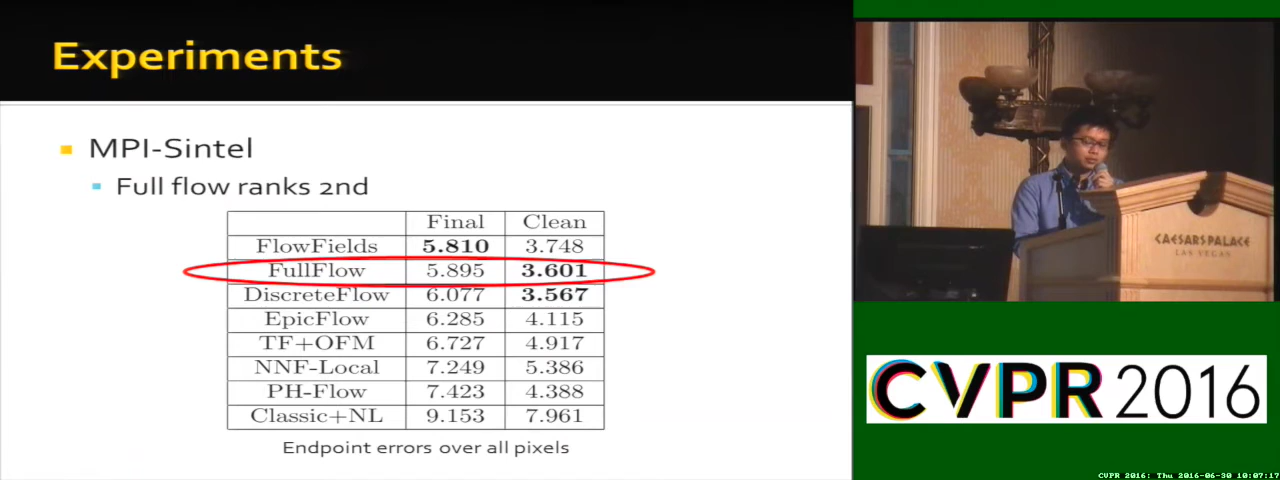 Experiments
MPI-Sintel
Full flow ranks 2nd
Final Clean
FlowFields 5.810 3.748
FullFlow 5.895 3.601
DiscreteFlow 6.077 3.567
EpicFlow 6.285 4.115
TF+OFM 6.727 4.917
NNF-Local 7.249 5.386
PH-Flow 7.423 4.388
Classic+NL 9.153 7.961
Endpoint errors over all pixels
CAESARS PALACE
LAS VEGAS
CVPR 2016
CVPR 2016: Thu 2016-06-30 10:07:17